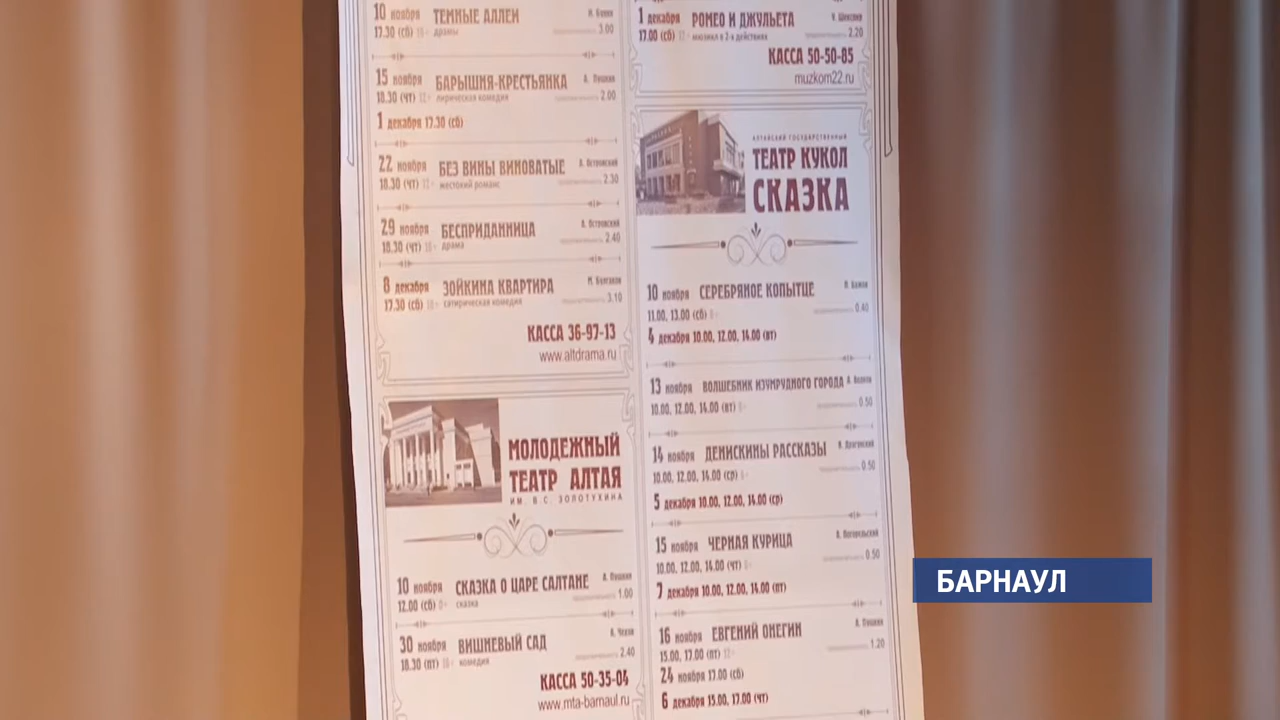 10 ноября ТЕМНЫЕ АЛЛЕИ И. Бунин
17.30 (сб) драмы 3.00
15 ноября БАРЫШНЯ-КРЕСТЬЯНКА А. Пушкин
18.30 (чт) 12+ лирическая комедия 2.00
1 декабря 17.30 (сб)
22 ноября БЕЗ ВИНЫ ВИНОВАТЫЕ А. Островский
18.30 (чт) 12+ жестокий романс 2.30
29 ноября БЕСПРИДАННИЦА А. Островский
18.30 (чт) драма 2.40
8 декабря ЗОЙКИНА КВАРТИРА М. Булгаков
17.30 (сб) сатирическая комедия 3.10
КАССА 36-97-13
www.altdrama.ru
МОЛОДЕЖНЫЙ
ТЕАТР АЛТАЯ
ИМ. В.С. ЗОЛОТУХИНА
10 ноября СКАЗКА О ЦАРЕ САЛТАНЕ А. Пушкин
12.00 (сб) 0+ сказка 1.00
30 ноября ВИШНЕВЫЙ САД А. Чехов
18.30 (пт) комедия 2.40
КАССА 50-35-04
www.mta-barnaul.ru
1 декабря РОМЕО И ДЖУЛЬЕТА У. Шекспир
17.00 (сб) 12+ мюзикл в 2-х действиях 2.20
КАССА 50-50-85
muzkom22.ru
АЛТАЙСКИЙ ГОСУДАРСТВЕННЫЙ
ТЕАТР КУКОЛ
СКАЗКА
10 ноября СЕРЕБРЯНОЕ КОПЫТЦЕ П. Бажов
11.00, 13.00 (сб) 0.40
4 декабря 10.00, 12.00, 14.00 (вт)
13 ноября ВОЛШЕБНИК ИЗУМРУДНОГО ГОРОДА А. Волков
10.00, 12.00, 14.00 (вт) 0.50
14 ноября ДЕНИСКИНЫ РАССКАЗЫ В. Драгунский
10.00, 12.00, 14.00 (ср) 0.50
5 декабря 10.00, 12.00, 14.00 (ср)
15 ноября ЧЕРНАЯ КУРИЦА А. Погорельский
10.00, 12.00, 14.00 (чт) 0.50
7 декабря 10.00, 12.00, 14.00 (пт)
16 ноября ЕВГЕНИЙ ОНЕГИН А. Пушкин
15.00, 17.00 (пт) 12+ 1.20
24 ноября 17.00 (сб)
6 декабря 15.00, 17.00 (чт)
БАРНАУЛ